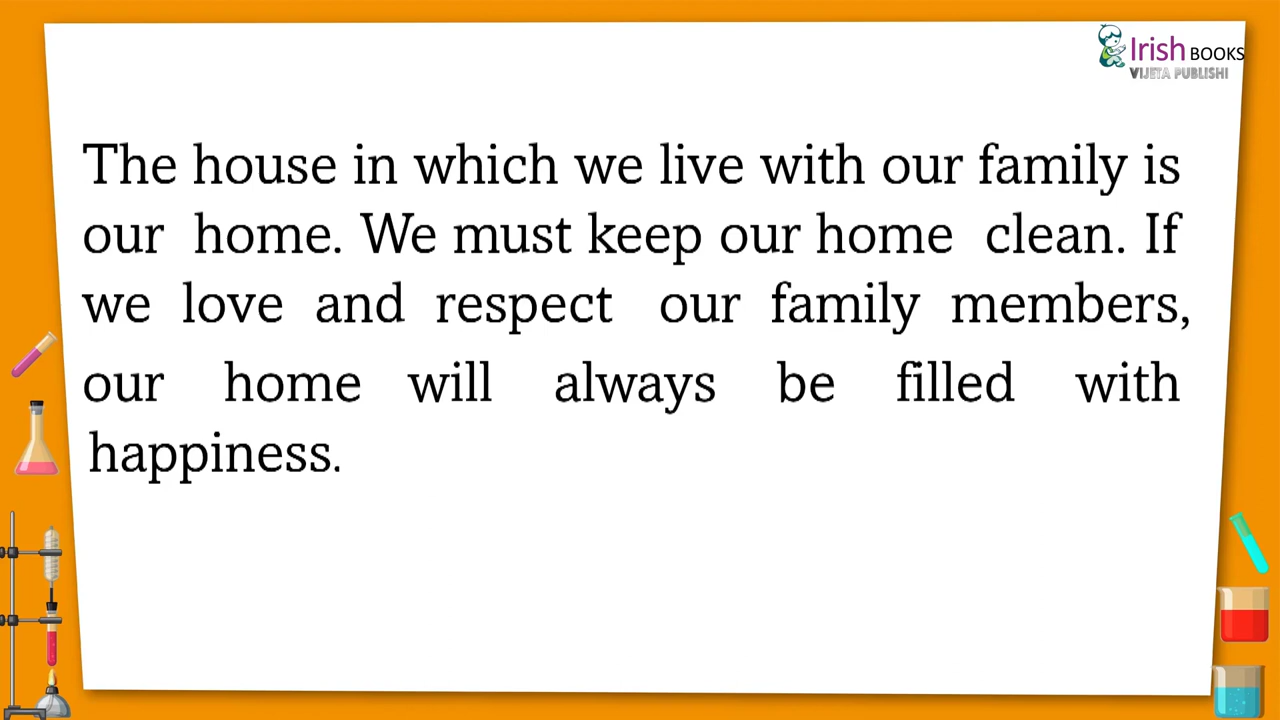 Irish BOOKS
VIJETA PUBLISHI
The house in which we live with our family is
our home. We must keep our home clean. If
we love and respect our family members,
our home will always be filled with
happiness.